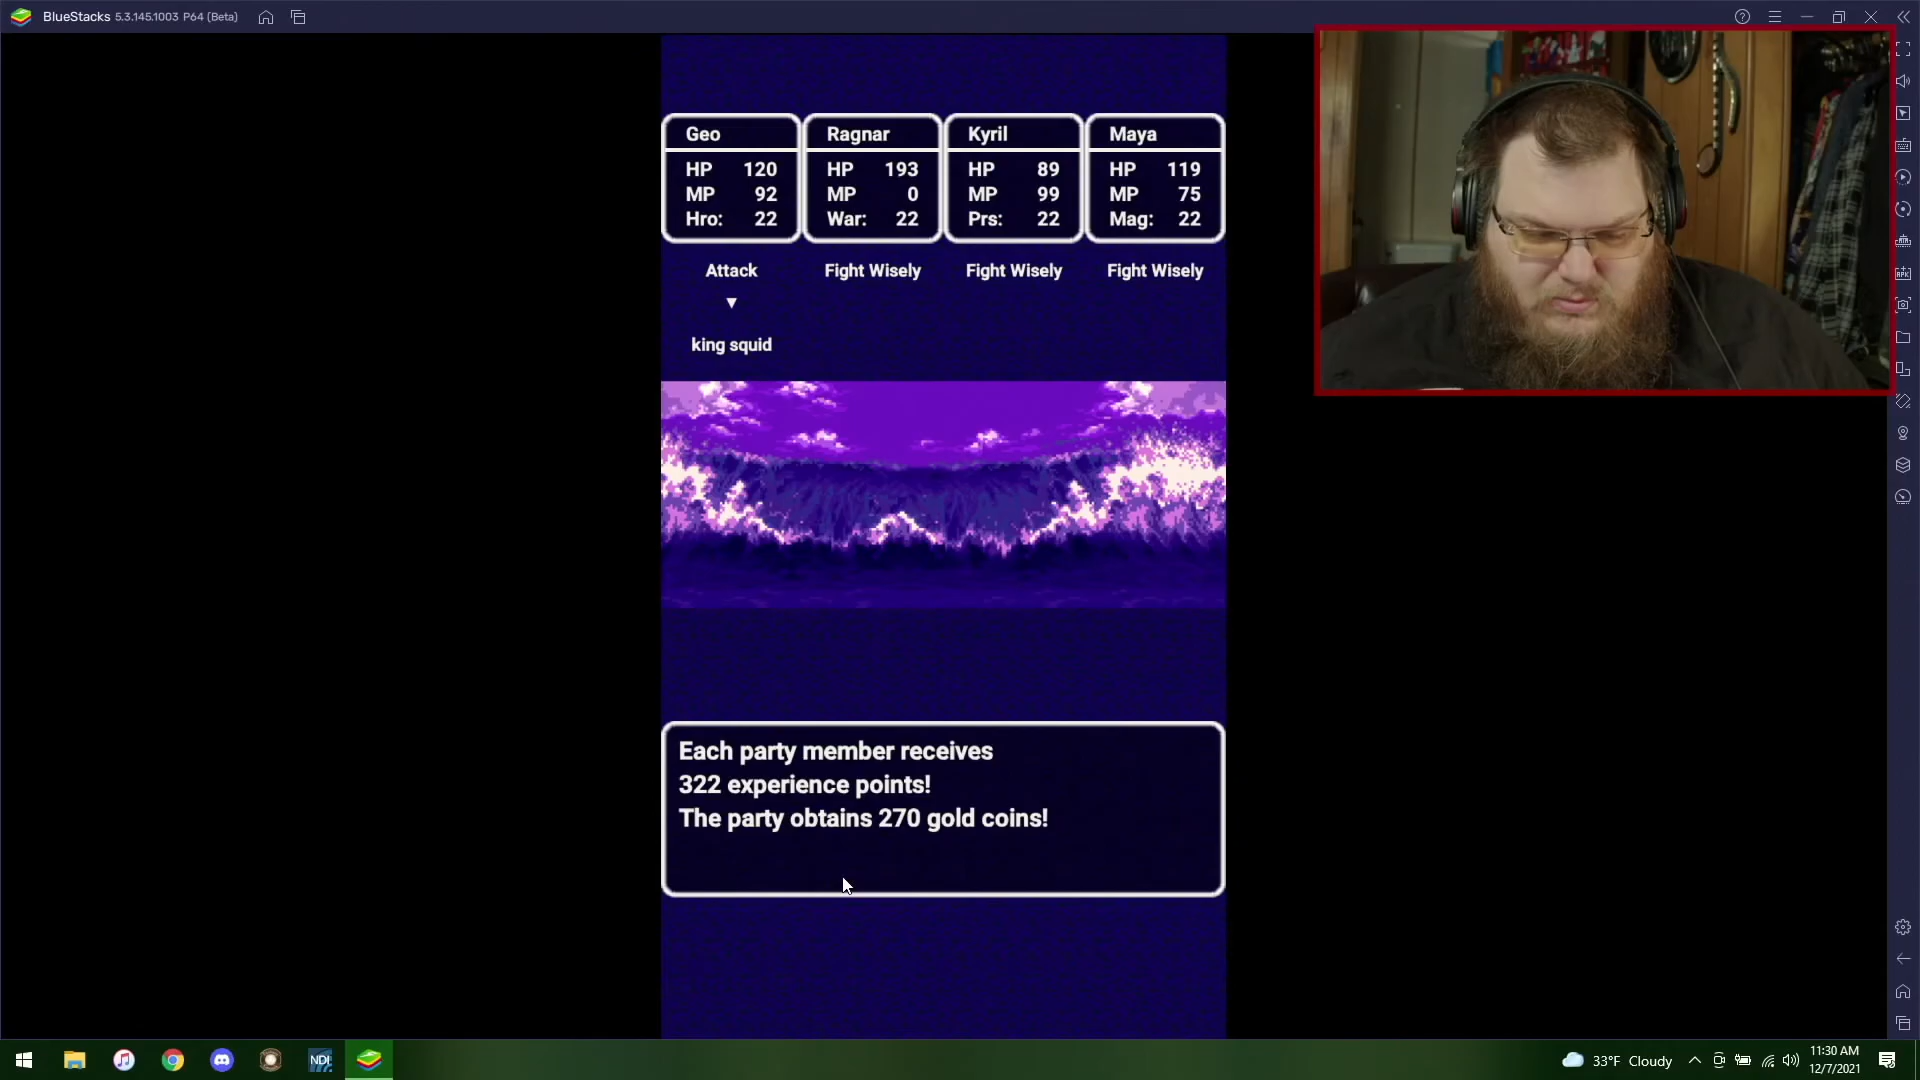 BlueStacks 5.3.145.1003 P64 (Beta)
Geo
HP 120
MP 92
Hro: 22
Ragnar
HP 193
MP 0
War: 22
Kyril
HP 89
MP 99
Prs: 22
Maya
HP 119
MP 75
Mag: 22
Attack
Fight Wisely
Fight Wisely
Fight Wisely
king squid
Each party member receives
322 experience points!
The party obtains 270 gold coins!
NDI
33°F Cloudy
11:30 AM
12/7/2021